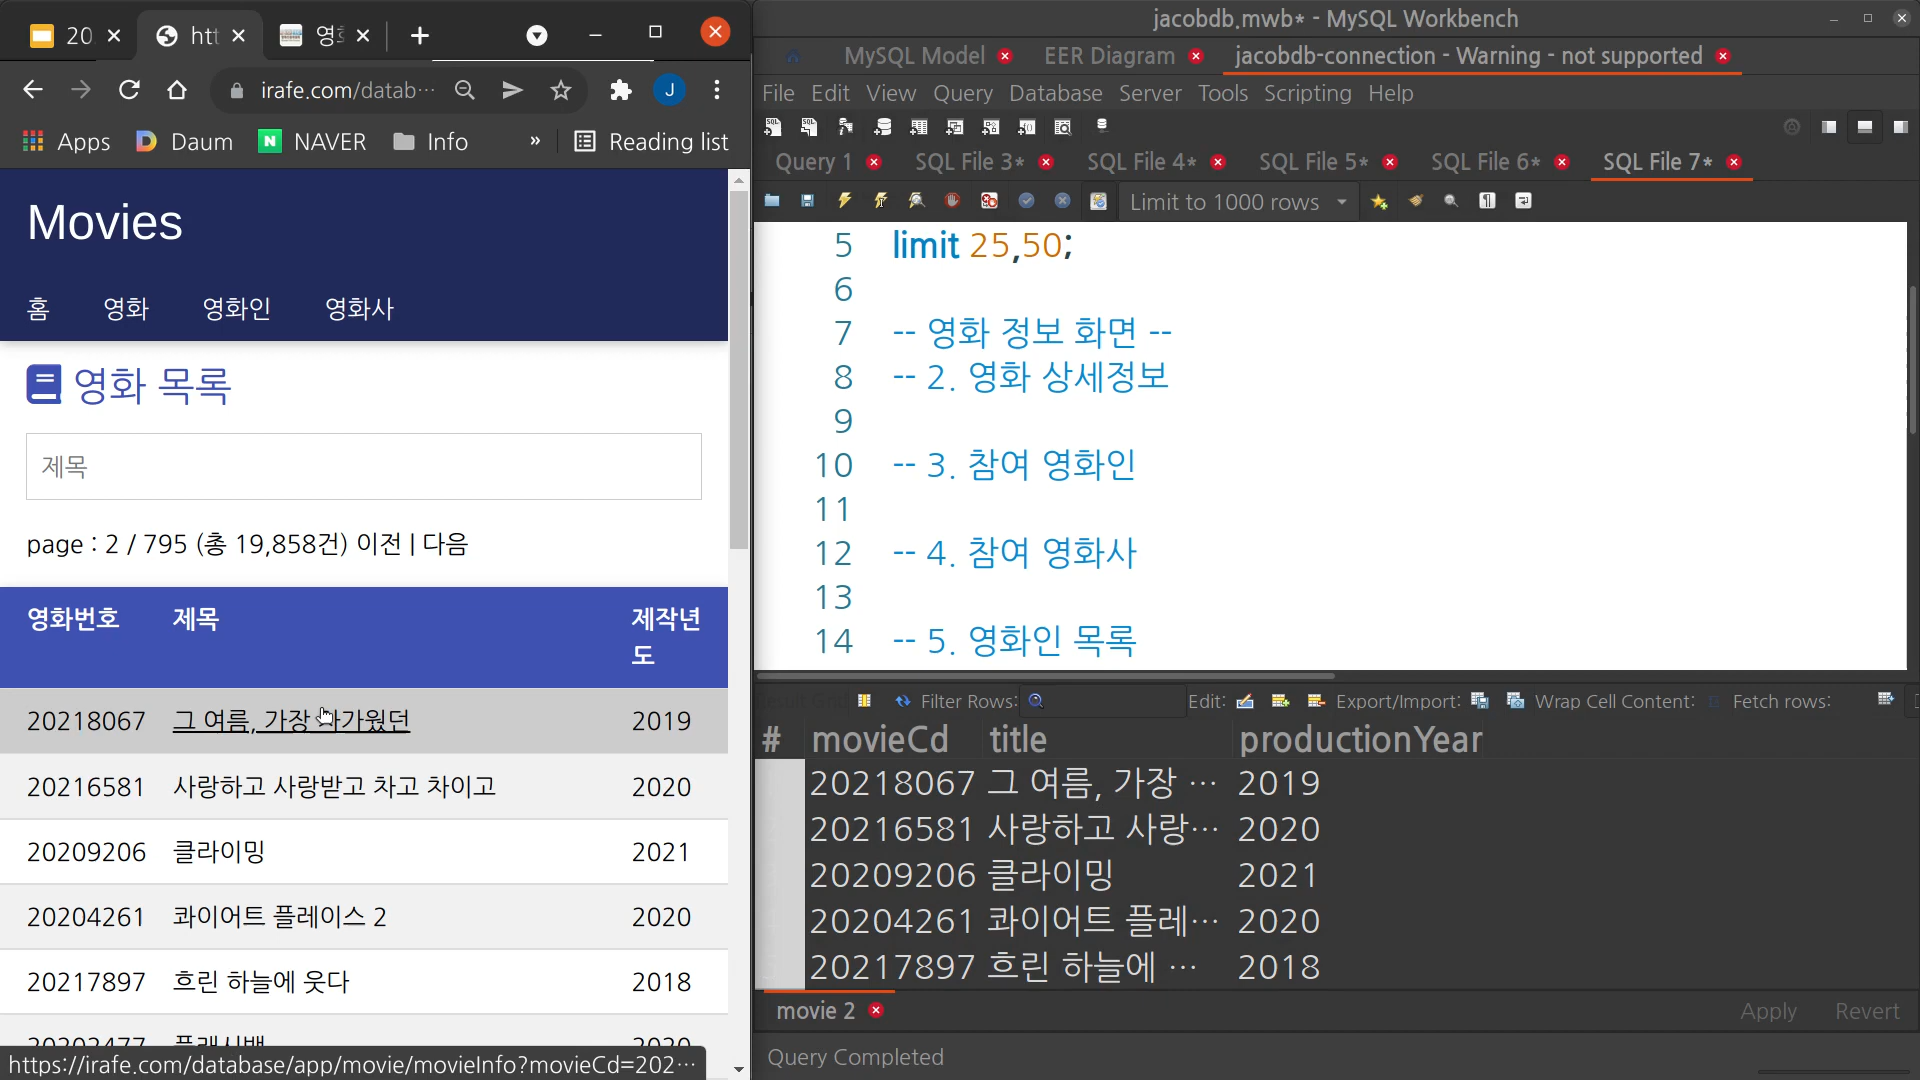 20
htt
영화
irafe.com/datab…
J
Apps
Daum
NAVER
Info
»
Reading list
Movies
홈 영화 영화인 영화사
영화 목록
제목
page : 2 / 795 (총 19,858건) 이전 | 다음
영화번호 제목 제작년도
20218067 그 여름, 가장 차가웠던 2019
20216581 사랑하고 사랑받고 차고 차이고 2020
20209206 클라이밍 2021
20204261 콰이어트 플레이스 2 2020
20217897 흐린 하늘에 웃다 2018
https://irafe.com/database/app/movie/movieInfo?movieCd=202…
jacobdb.mwb* - MySQL Workbench
MySQL Model
EER Diagram
jacobdb-connection - Warning - not supported
File Edit View Query Database Server Tools Scripting Help
Query 1
SQL File 3*
SQL File 4*
SQL File 5*
SQL File 6*
SQL File 7*
Limit to 1000 rows
5 limit 25,50;
6
7 -- 영화 정보 화면 --
8 -- 2. 영화 상세정보
9
10 -- 3. 참여 영화인
11
12 -- 4. 참여 영화사
13
14 -- 5. 영화인 목록
Filter Rows:
Edit:
Export/Import:
Wrap Cell Content:
Fetch rows:
# movieCd title productionYear
20218067 그 여름, 가장 … 2019
20216581 사랑하고 사랑… 2020
20209206 클라이밍 2021
20204261 콰이어트 플레… 2020
20217897 흐린 하늘에 … 2018
movie 2
Apply
Revert
Query Completed